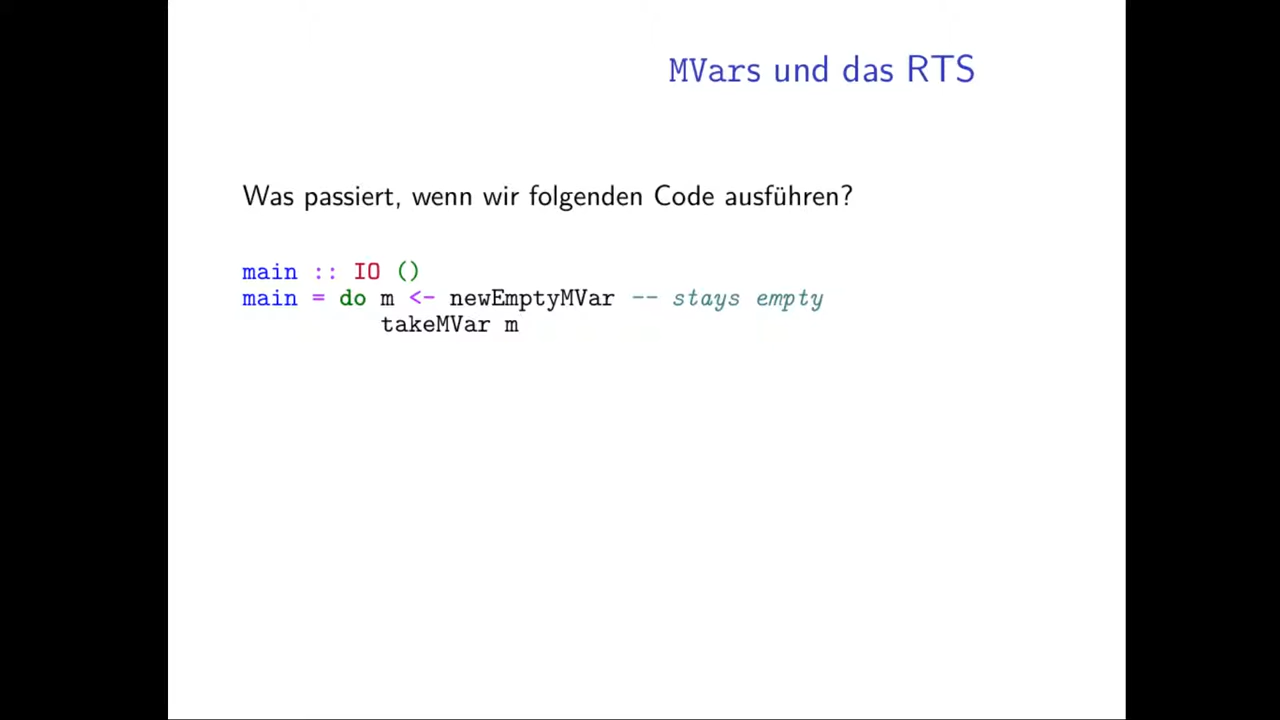 MVars und das RTS
Was passiert, wenn wir folgenden Code ausführen?
main :: IO ()
main = do m <- newEmptyMVar -- stays empty
takeMVar m